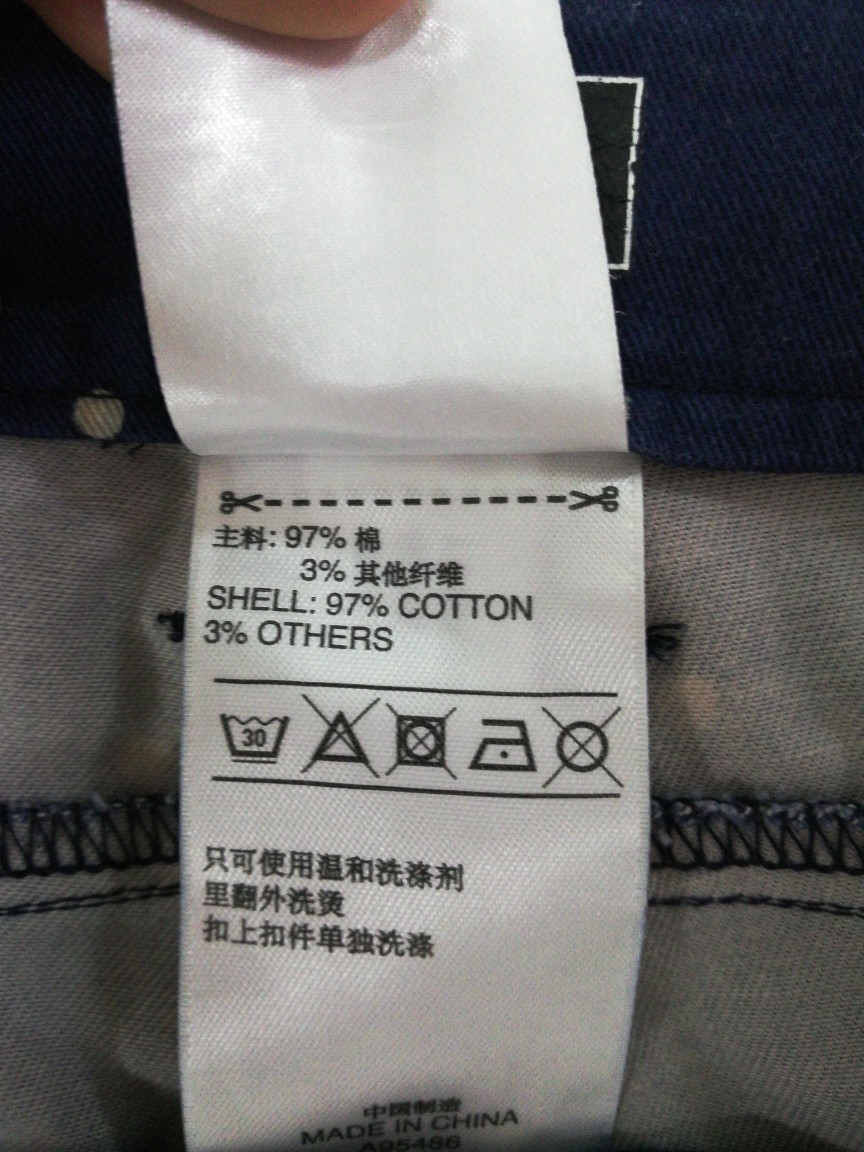 主料: 97% 棉
3% 其他纤维
SHELL: 97% COTTON
3% OTHERS
30
只可使用温和洗涤剂
里翻外洗烫
扣上扣件单独洗涤
中国制造
MADE IN CHINA
A95486